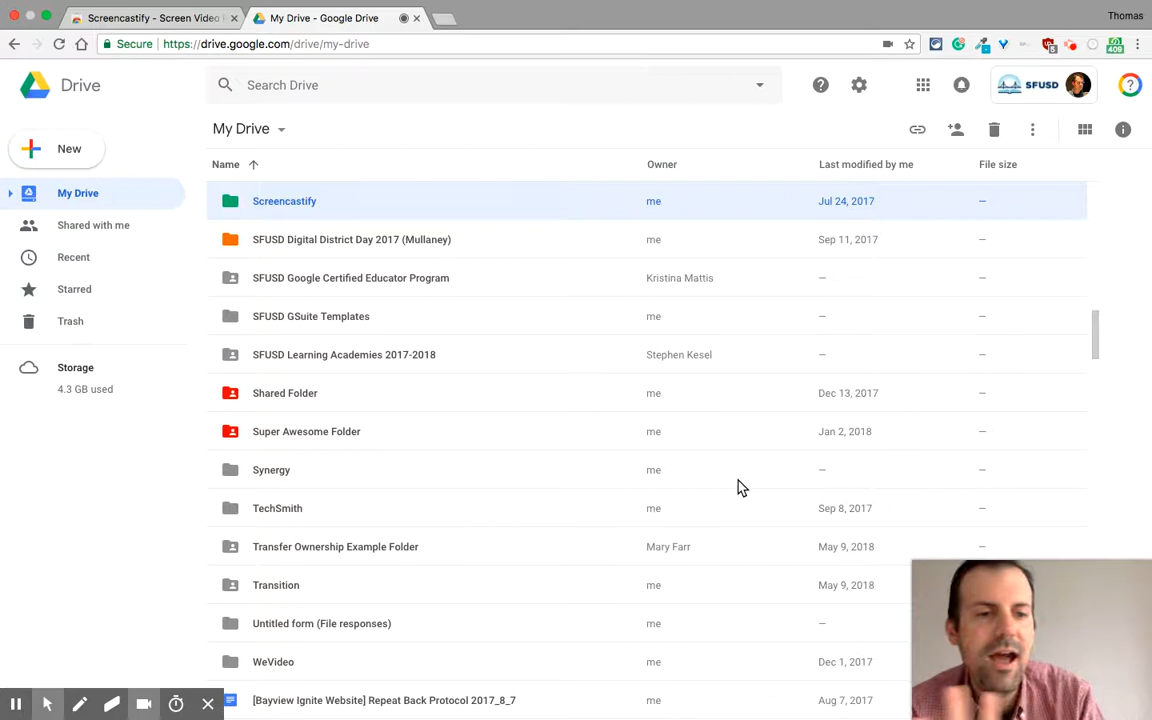 Screencastify - Screen Video
My Drive - Google Drive
Thomas
Secure
https://drive.google.com/drive/my-drive
5
409
Drive
Search Drive
SFUSD
?
New
My Drive
Name
Owner
Last modified by me
File size
My Drive
Shared with me
Recent
Starred
Trash
Storage
4.3 GB used
Screencastify me Jul 24, 2017 –
SFUSD Digital District Day 2017 (Mullaney) me Sep 11, 2017 –
SFUSD Google Certified Educator Program Kristina Mattis – –
SFUSD GSuite Templates me – –
SFUSD Learning Academies 2017-2018 Stephen Kesel – –
Shared Folder me Dec 13, 2017 –
Super Awesome Folder me Jan 2, 2018 –
Synergy me – –
TechSmith me Sep 8, 2017 –
Transfer Ownership Example Folder Mary Farr May 9, 2018 –
Transition me May 9, 2018
Untitled form (File responses) me –
WeVideo me Dec 1, 2017
[Bayview Ignite Website] Repeat Back Protocol 2017_8_7 me Aug 7, 2017